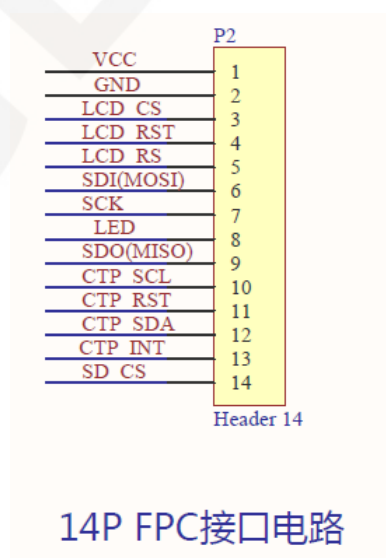 P2
VCC 1
GND 2
LCD_CS 3
LCD_RST 4
LCD_RS 5
SDI(MOSI) 6
SCK 7
LED 8
SDO(MISO) 9
CTP_SCL 10
CTP_RST 11
CTP_SDA 12
CTP_INT 13
SD_CS 14
Header 14
14P FPC接口电路